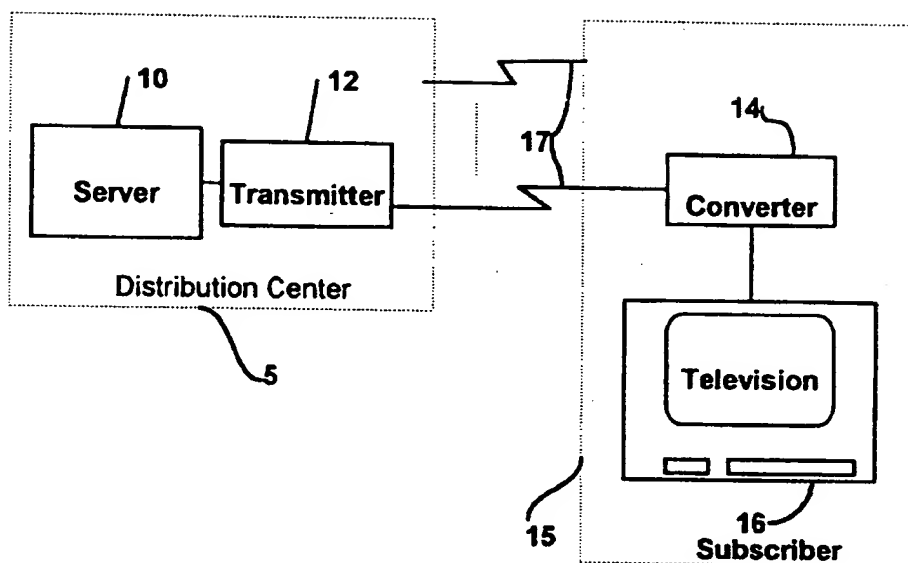 10
12
Server
Transmitter
Distribution Center
5
17
14
Converter
Television
15
16
Subscriber